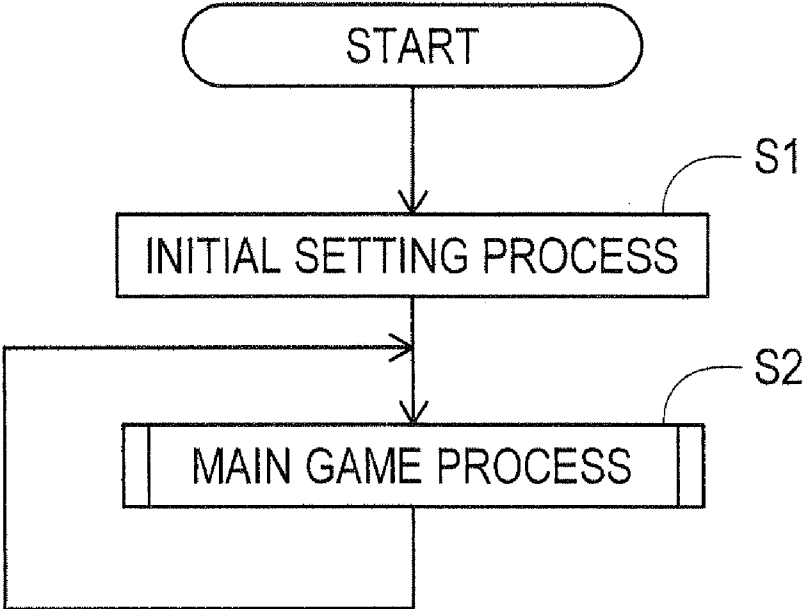 START
S1
INITIAL SETTING PROCESS
S2
MAIN GAME PROCESS